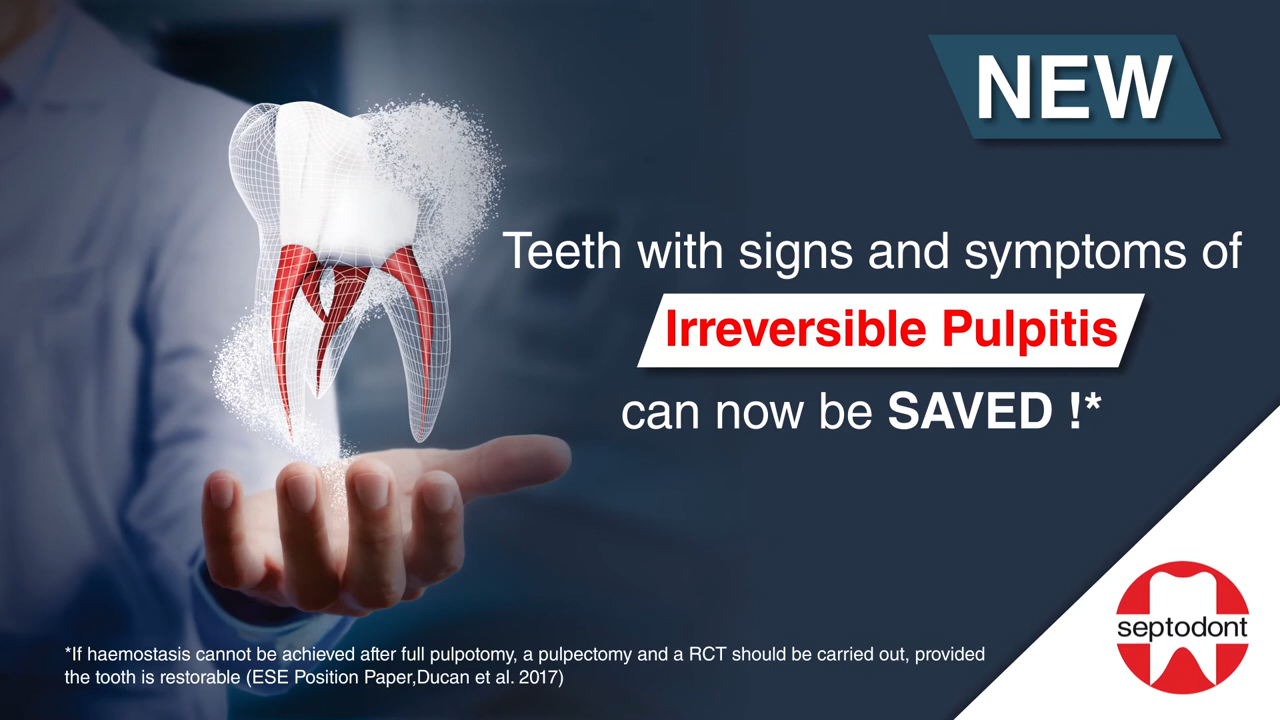 NEW
Teeth with signs and symptoms of
Irreversible Pulpitis
can now be SAVED !*
septodont
*If haemostasis cannot be achieved after full pulpotomy, a pulpectomy and a RCT should be carried out, provided
the tooth is restorable (ESE Position Paper,Ducan et al. 2017)